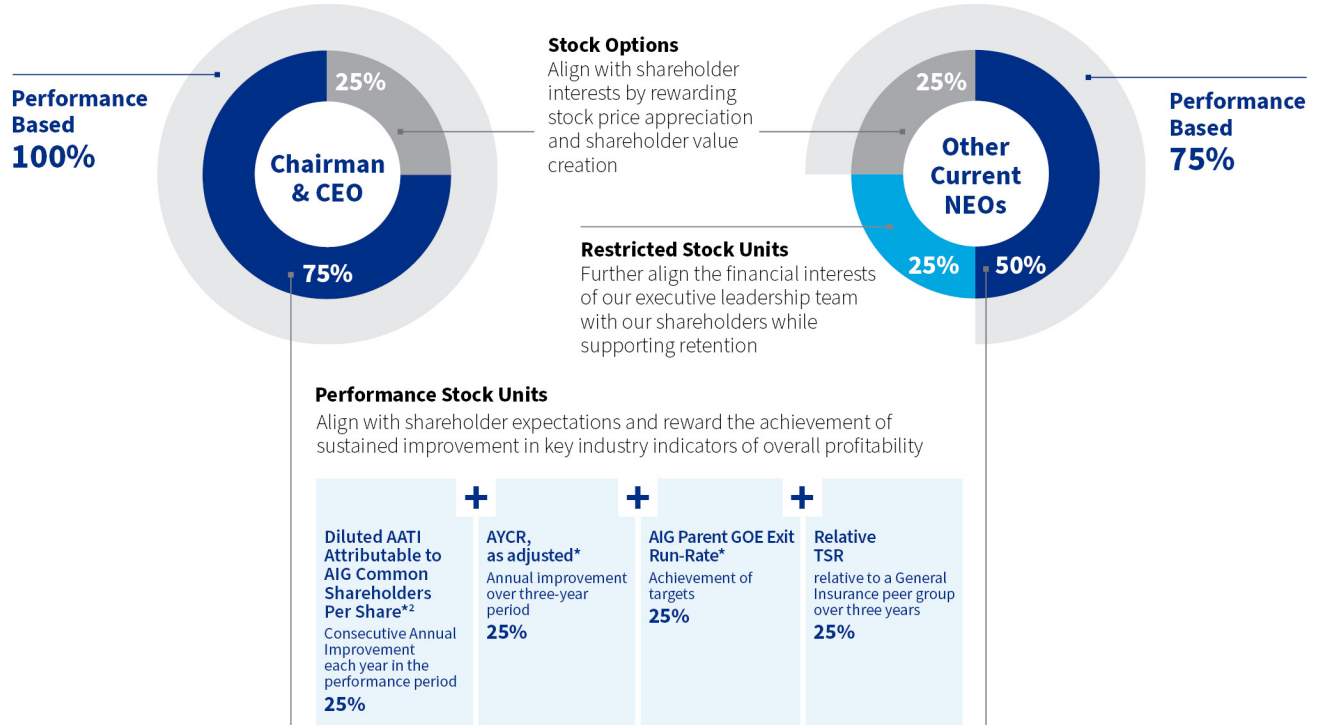 Performance
Based
100%
25%
Chairman
& CEO
75%
Stock Options
Align with shareholder
interests by rewarding
stock price appreciation
and shareholder value
creation
25%
Other
Current
NEOs
25%
50%
Performance
Based
75%
Restricted Stock Units
Further align the financial interests
of our executive leadership team
with our shareholders while
supporting retention
Performance Stock Units
Align with shareholder expectations and reward the achievement of
sustained improvement in key industry indicators of overall profitability
Diluted AATI
Attributable to
AIG Common
Shareholders
Per Share*²
Consecutive Annual
Improvement
each year in the
performance period
25%
+
AYCR,
as adjusted*
Annual improvement
over three-year
period
25%
+
AIG Parent GOE Exit
Run-Rate*
Achievement of
targets
25%
+
Relative
TSR
relative to a General
Insurance peer group
over three years
25%